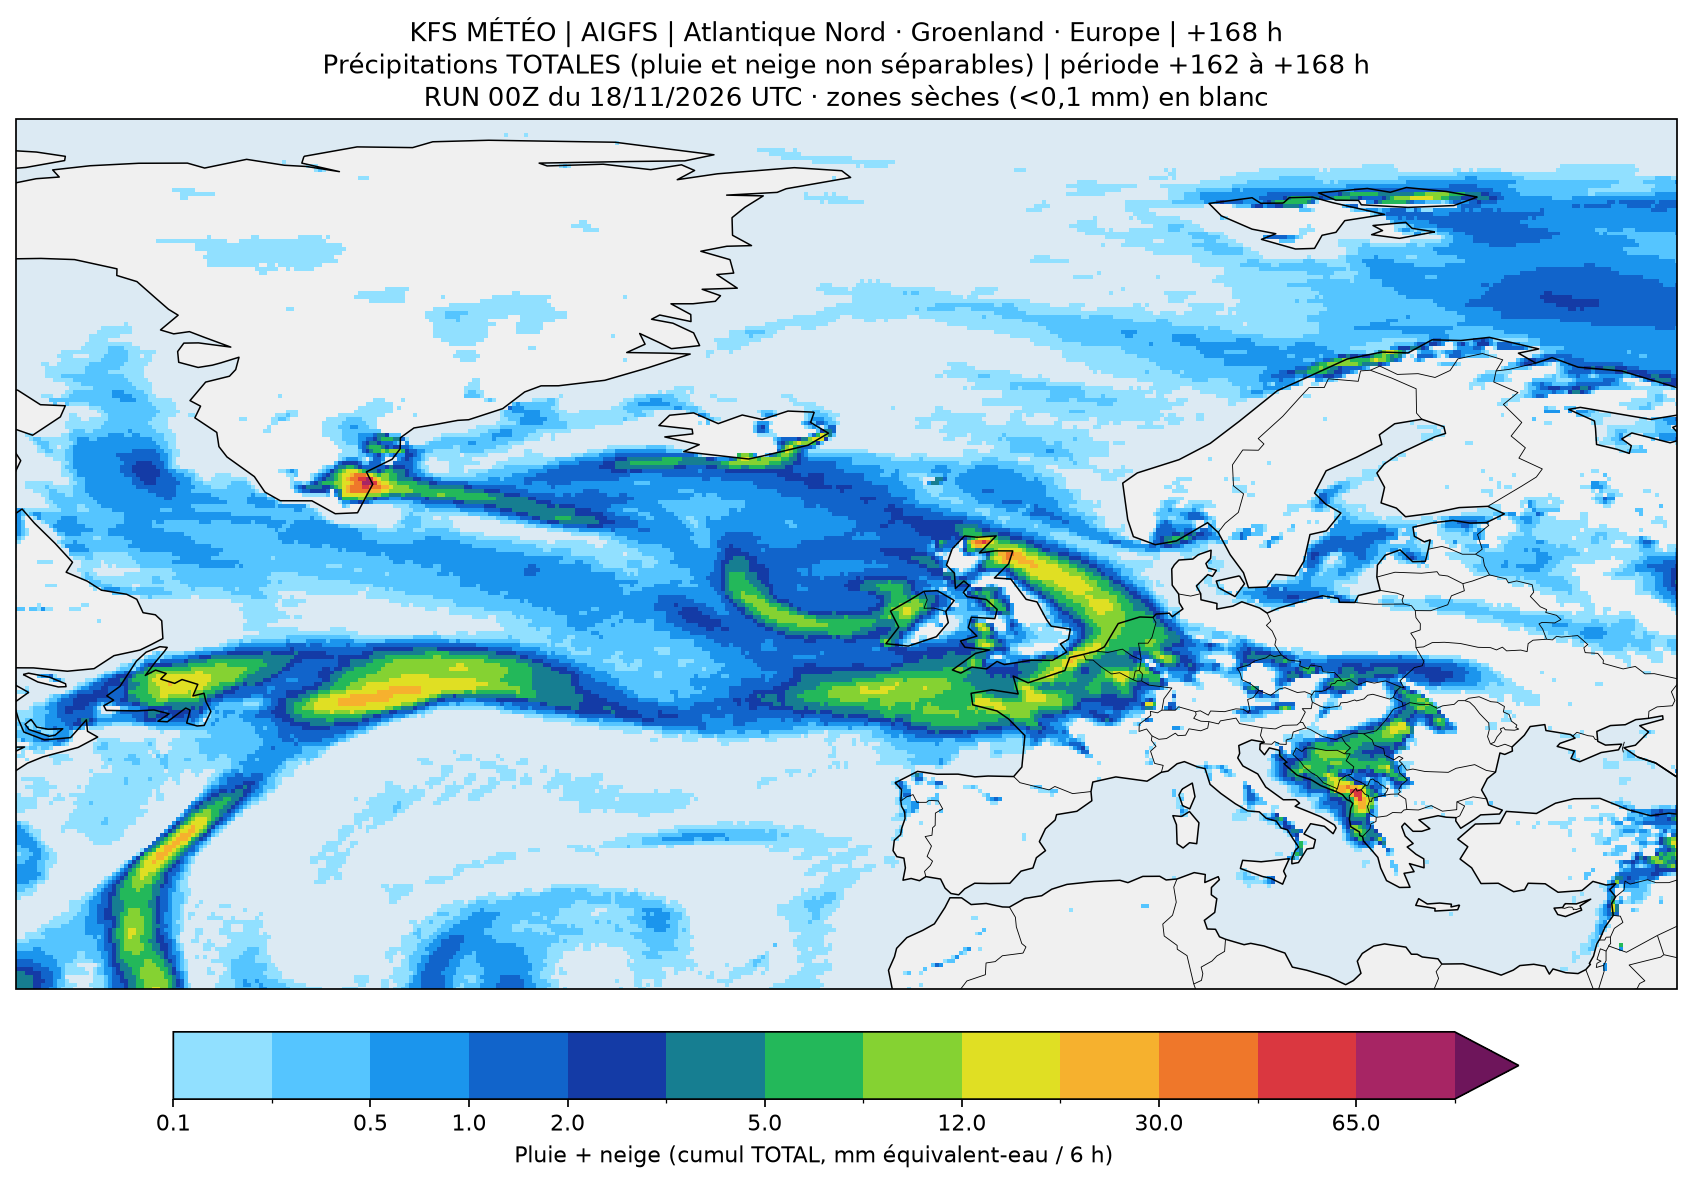 KFS MÉTÉO | AIGFS | Atlantique Nord · Groenland · Europe | +168 h
Précipitations TOTALES (pluie et neige non séparables) | période +162 à +168 h
RUN 00Z du 18/11/2026 UTC · zones sèches (<0,1 mm) en blanc
0.1 0.5 1.0 2.0 5.0 12.0 30.0 65.0
Pluie + neige (cumul TOTAL, mm équivalent-eau / 6 h)